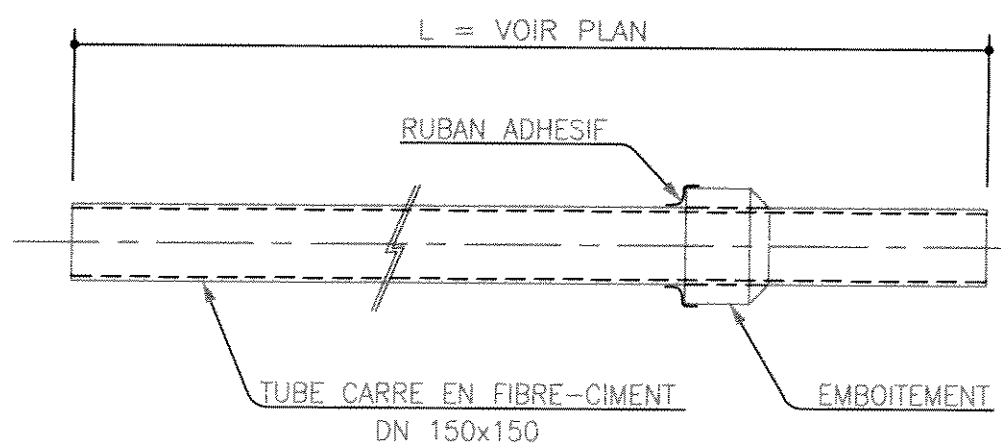 L = VOIR PLAN
RUBAN ADHESIF
TUBE CARRE EN FIBRE-CIMENT
DN 150x150
EMBOITEMENT